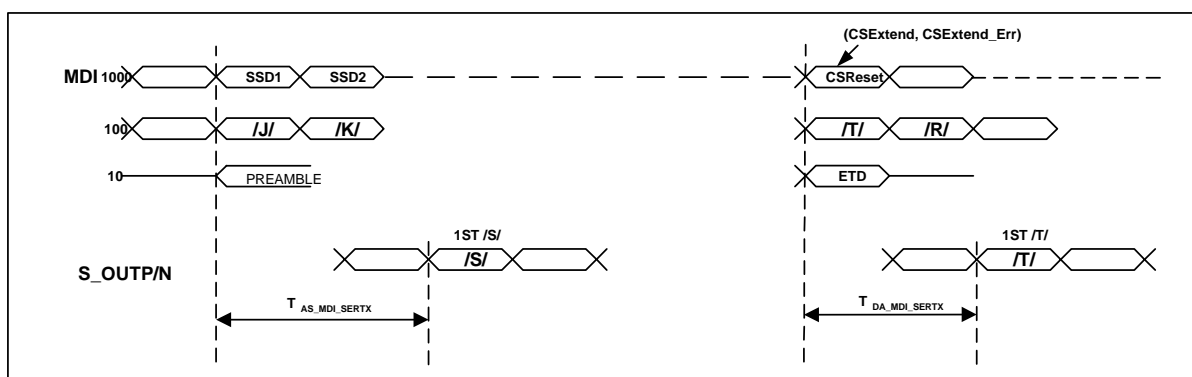 (CSExtend, CSExtend_Err)
MDI 1000 SSD1 SSD2 CSReset
100 /J/ /K/ /T/ /R/
10 PREAMBLE ETD
1ST /S/ 1ST /T/
S_OUTP/N /S/ /T/
T AS_MDI_SERTX T DA_MDI_SERTX